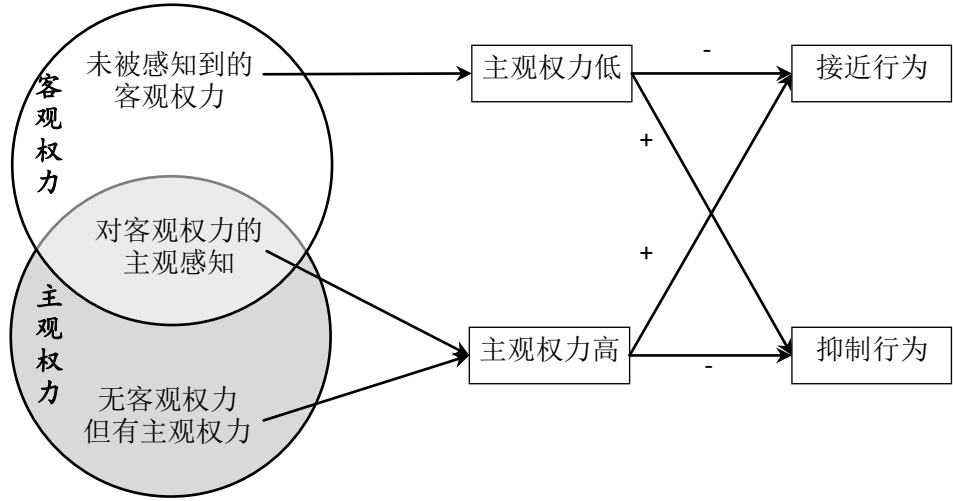 客观权力
未被感知到的
客观权力
对客观权力的
主观感知
主观权力
无客观权力
但有主观权力
主观权力低
主观权力高
-
+
+
-
接近行为
抑制行为